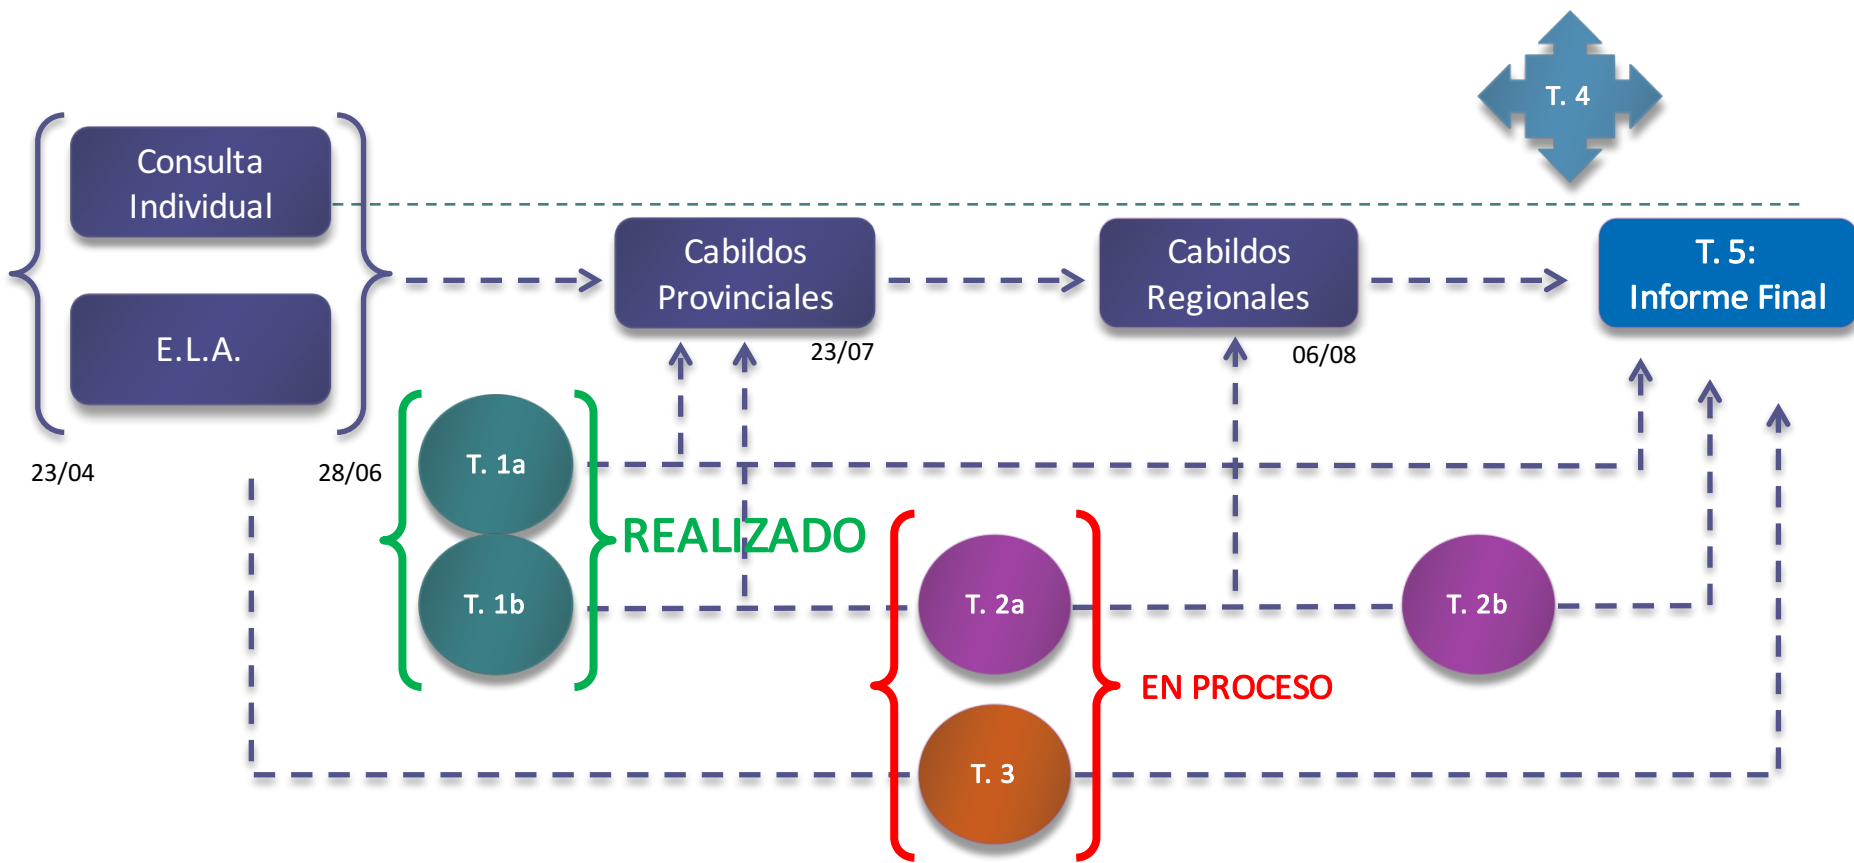 T. 4
Consulta
Individual
E.L.A.
23/04
28/06
Cabildos
Provinciales
23/07
Cabildos
Regionales
06/08
T. 5:
Informe Final
T. 1a
T. 1b
REALIZADO
T. 2a
T. 3
EN PROCESO
T. 2b